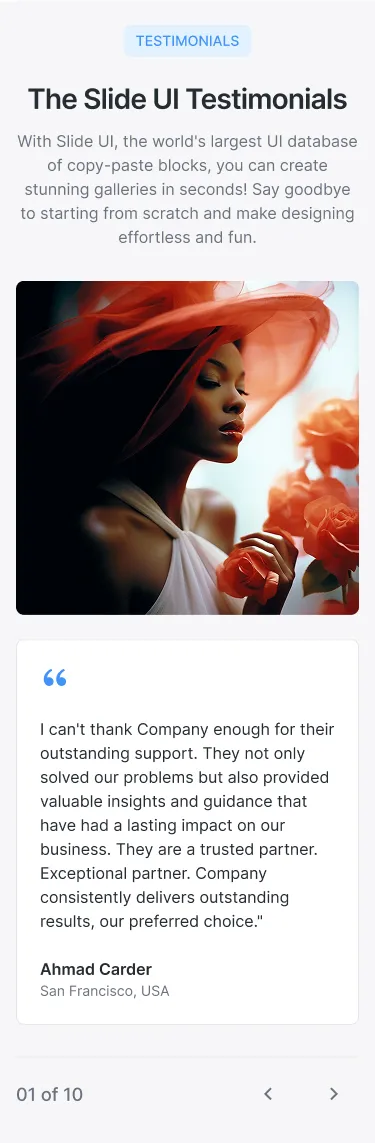 TESTIMONIALS
The Slide UI Testimonials
With Slide UI, the world's largest UI database
of copy-paste blocks, you can create
stunning galleries in seconds! Say goodbye
to starting from scratch and make designing
effortless and fun.
“
I can't thank Company enough for their
outstanding support. They not only
solved our problems but also provided
valuable insights and guidance that
have had a lasting impact on our
business. They are a trusted partner.
Exceptional partner. Company
consistently delivers outstanding
results, our preferred choice."
Ahmad Carder
San Francisco, USA
01 of 10